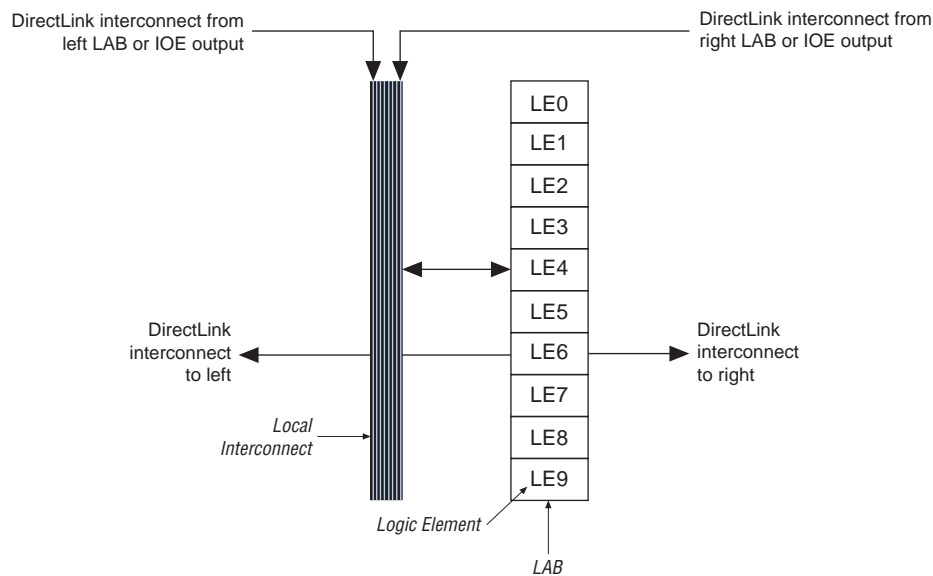 DirectLink interconnect from
left LAB or IOE output
DirectLink interconnect from
right LAB or IOE output
LE0
LE1
LE2
LE3
LE4
LE5
LE6
LE7
LE8
LE9
DirectLink
interconnect
to left
DirectLink
interconnect
to right
Local
Interconnect
Logic Element
LAB